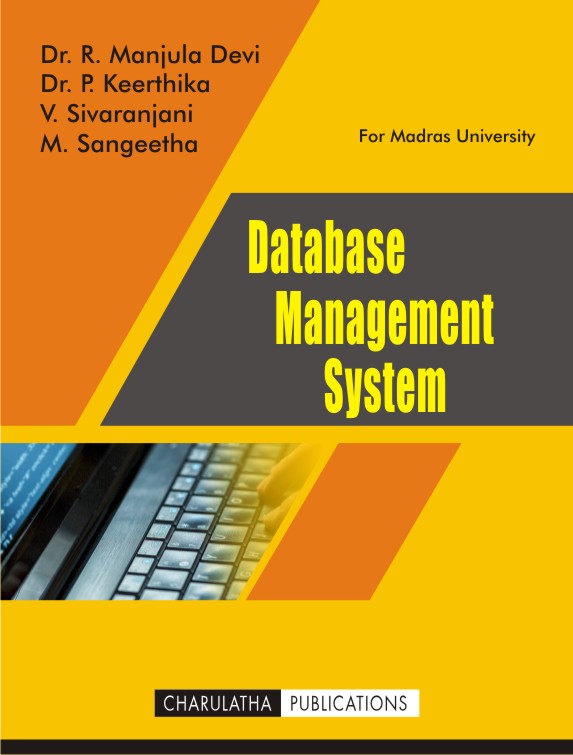 Dr. R. Manjula Devi
Dr. P. Keerthika
V. Sivaranjani
M. Sangeetha
For Madras University
Database
Management
System
CHARULATHA PUBLICATIONS